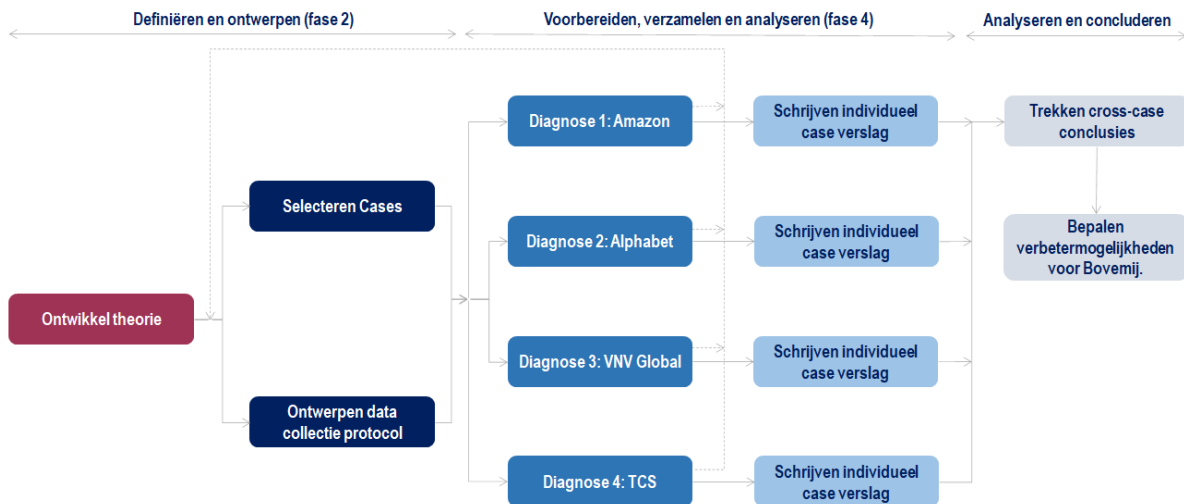 Definiëren en ontwerpen (fase 2)
Voorbereiden, verzamelen en analyseren (fase 4)
Analyseren en concluderen
Ontwikkel theorie
Selecteren Cases
Ontwerpen data
collectie protocol
Diagnose 1: Amazon
Schrijven individueel
case verslag
Diagnose 2: Alphabet
Schrijven individueel
case verslag
Diagnose 3: VNV Global
Schrijven individueel
case verslag
Diagnose 4: TCS
Schrijven individueel
case verslag
Trekken cross-case
conclusies
Bepalen
verbetermogelijkheden
voor Bovemij.